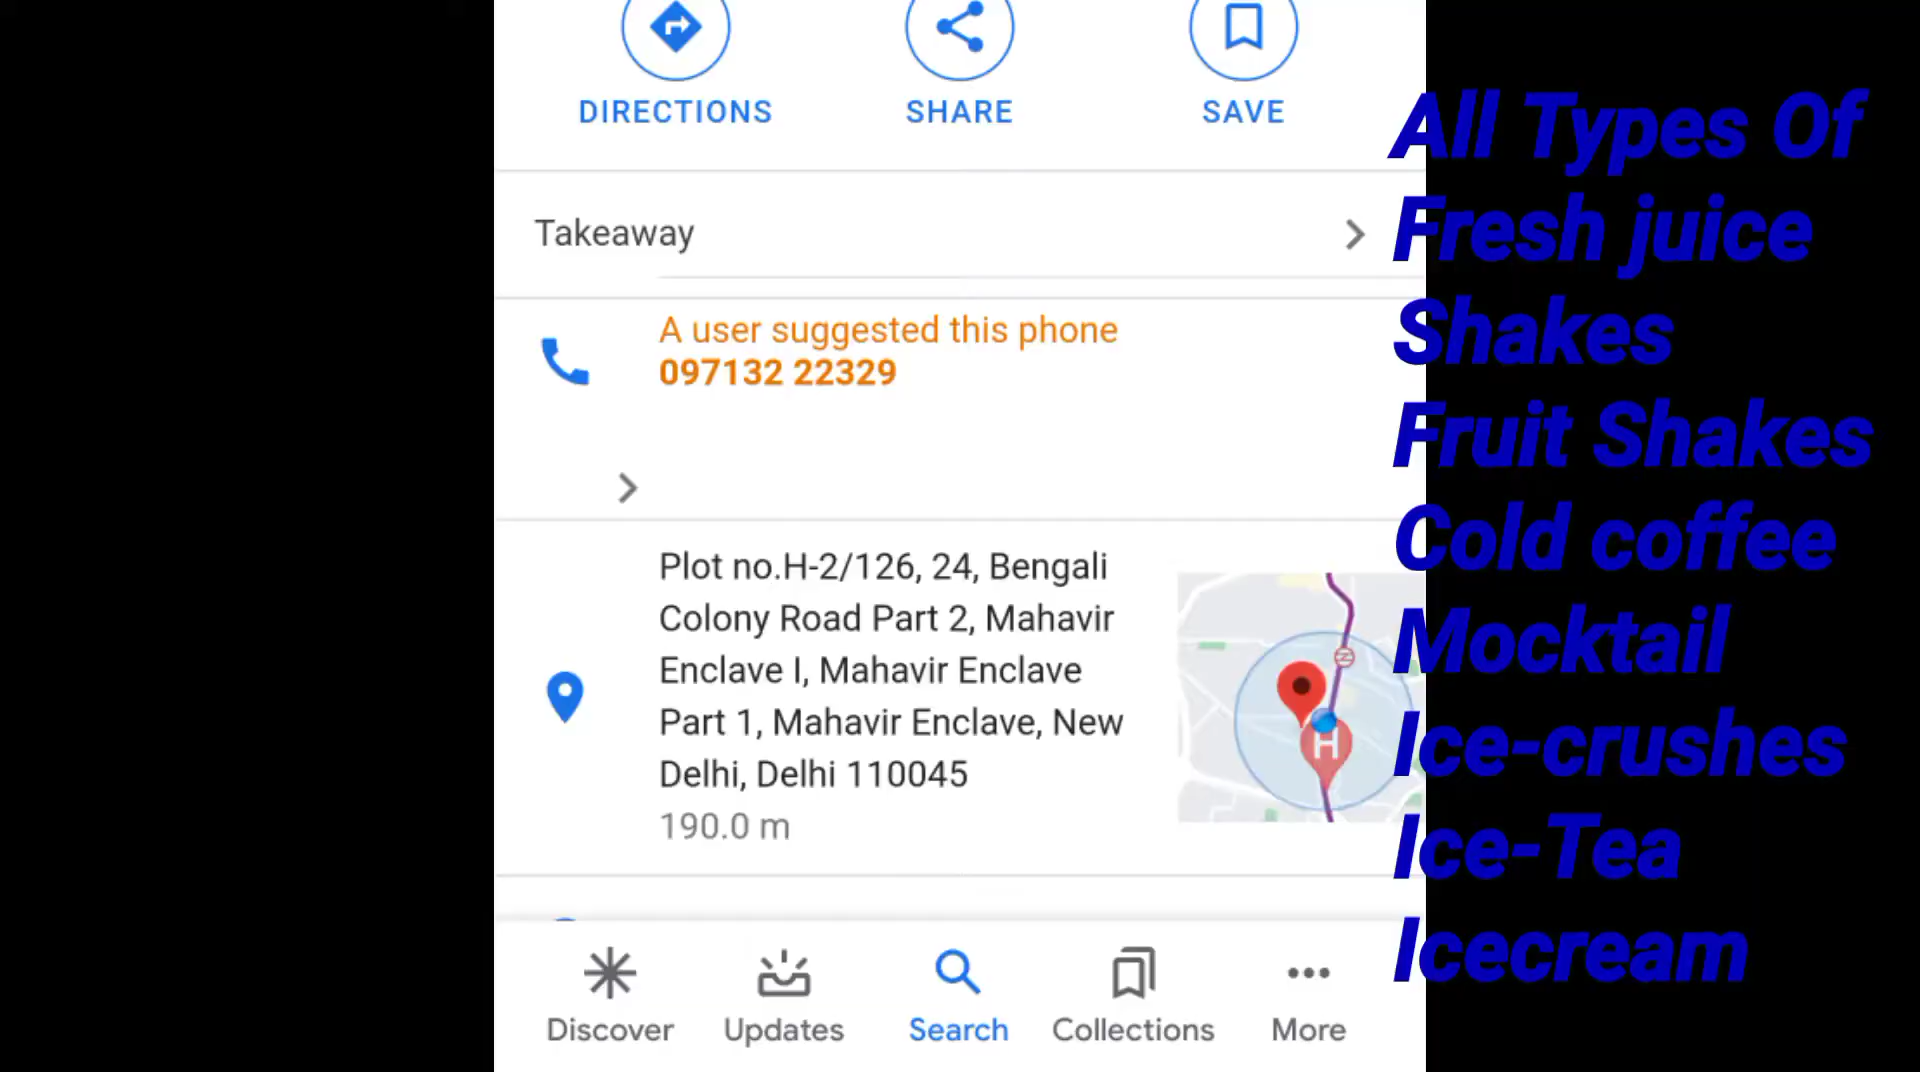 DIRECTIONS
SHARE
SAVE
Takeaway
A user suggested this phone
097132 22329
Plot no.H-2/126, 24, Bengali
Colony Road Part 2, Mahavir
Enclave I, Mahavir Enclave
Part 1, Mahavir Enclave, New
Delhi, Delhi 110045
190.0 m
H
Discover
Updates
Search
Collections
More
All Types Of
Fresh juice
Shakes
Fruit Shakes
Cold coffee
Mocktail
Ice-crushes
Ice-Tea
Icecream